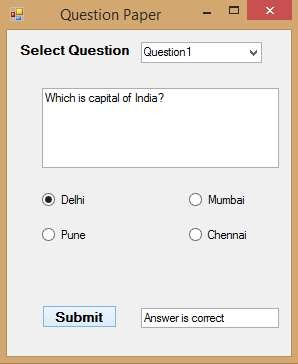 Question Paper
Select Question Question1
Which is capital of India?
Delhi Mumbai
Pune Chennai
Submit Answer is correct